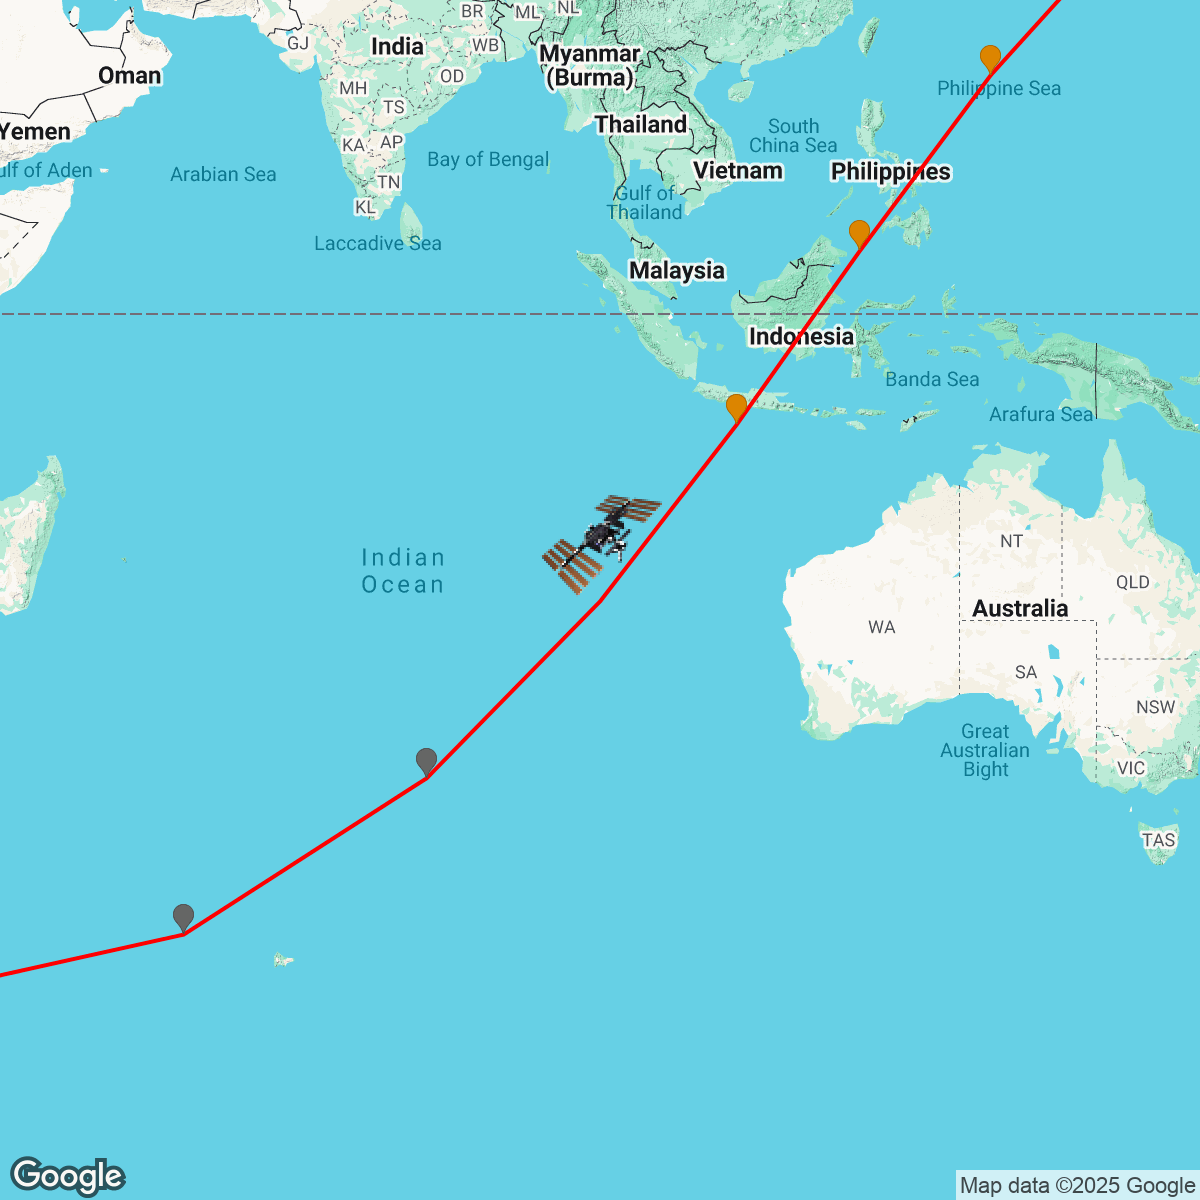 BR
ML
NL
GJ
India
WB
Myanmar
(Burma)
Oman
OD
MH
Philippine Sea
TS
Yemen
Thailand
South
China Sea
KA
AP
Bay of Bengal
ulf of Aden
Arabian Sea
Vietnam
Philippines
TN
Gulf of
Thailand
KL
Laccadive Sea
Malaysia
Indonesia
Banda Sea
Arafura Sea
Indian
Ocean
NT
QLD
Australia
WA
SA
NSW
Great
Australian
Bight
VIC
TAS
Google
Map data ©2025 Google